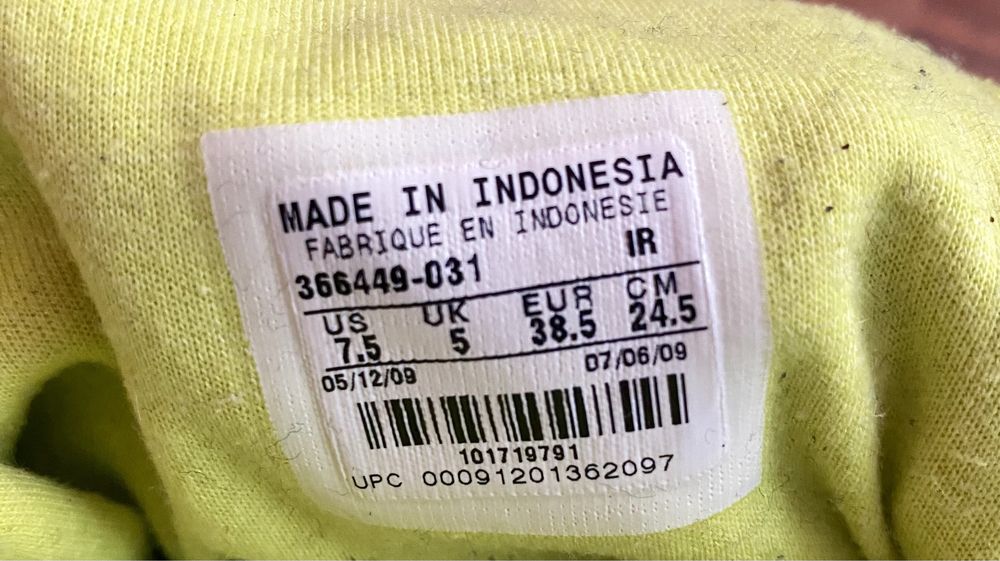 MADE IN INDONESIA
FABRIQUE EN INDONESIE
366449-031 IR
US UK EUR CM
7.5 5 38.5 24.5
05/12/09 07/06/09
101719791
UPC 00091201362097